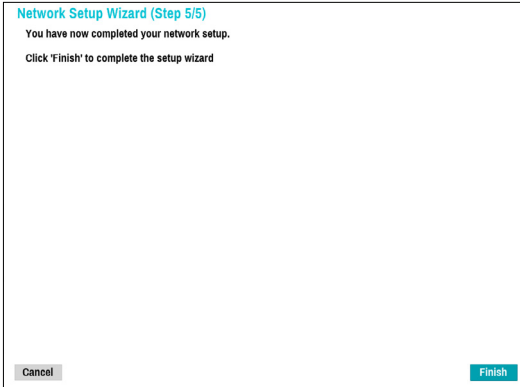 Network Setup Wizard (Step 5/5)
You have now completed your network setup.
Click 'Finish' to complete the setup wizard
Cancel
Finish